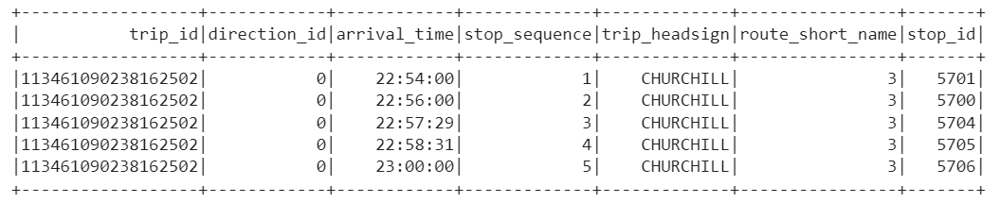 +------------------+------------+------------+-------------+-------------+----------------+-------+
|           trip_id|direction_id|arrival_time|stop_sequence|trip_headsign|route_short_name|stop_id|
+------------------+------------+------------+-------------+-------------+----------------+-------+
|113461090238162502|           0|    22:54:00|            1|    CHURCHILL|               3|   5701|
|113461090238162502|           0|    22:56:00|            2|    CHURCHILL|               3|   5700|
|113461090238162502|           0|    22:57:29|            3|    CHURCHILL|               3|   5704|
|113461090238162502|           0|    22:58:31|            4|    CHURCHILL|               3|   5705|
|113461090238162502|           0|    23:00:00|            5|    CHURCHILL|               3|   5706|
+------------------+------------+------------+-------------+-------------+----------------+-------+